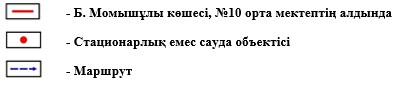 - Б. Момышұлы көшесі, №10 орта мектептің алдында
- Стационарлық емес сауда объектісі
- Маршрут